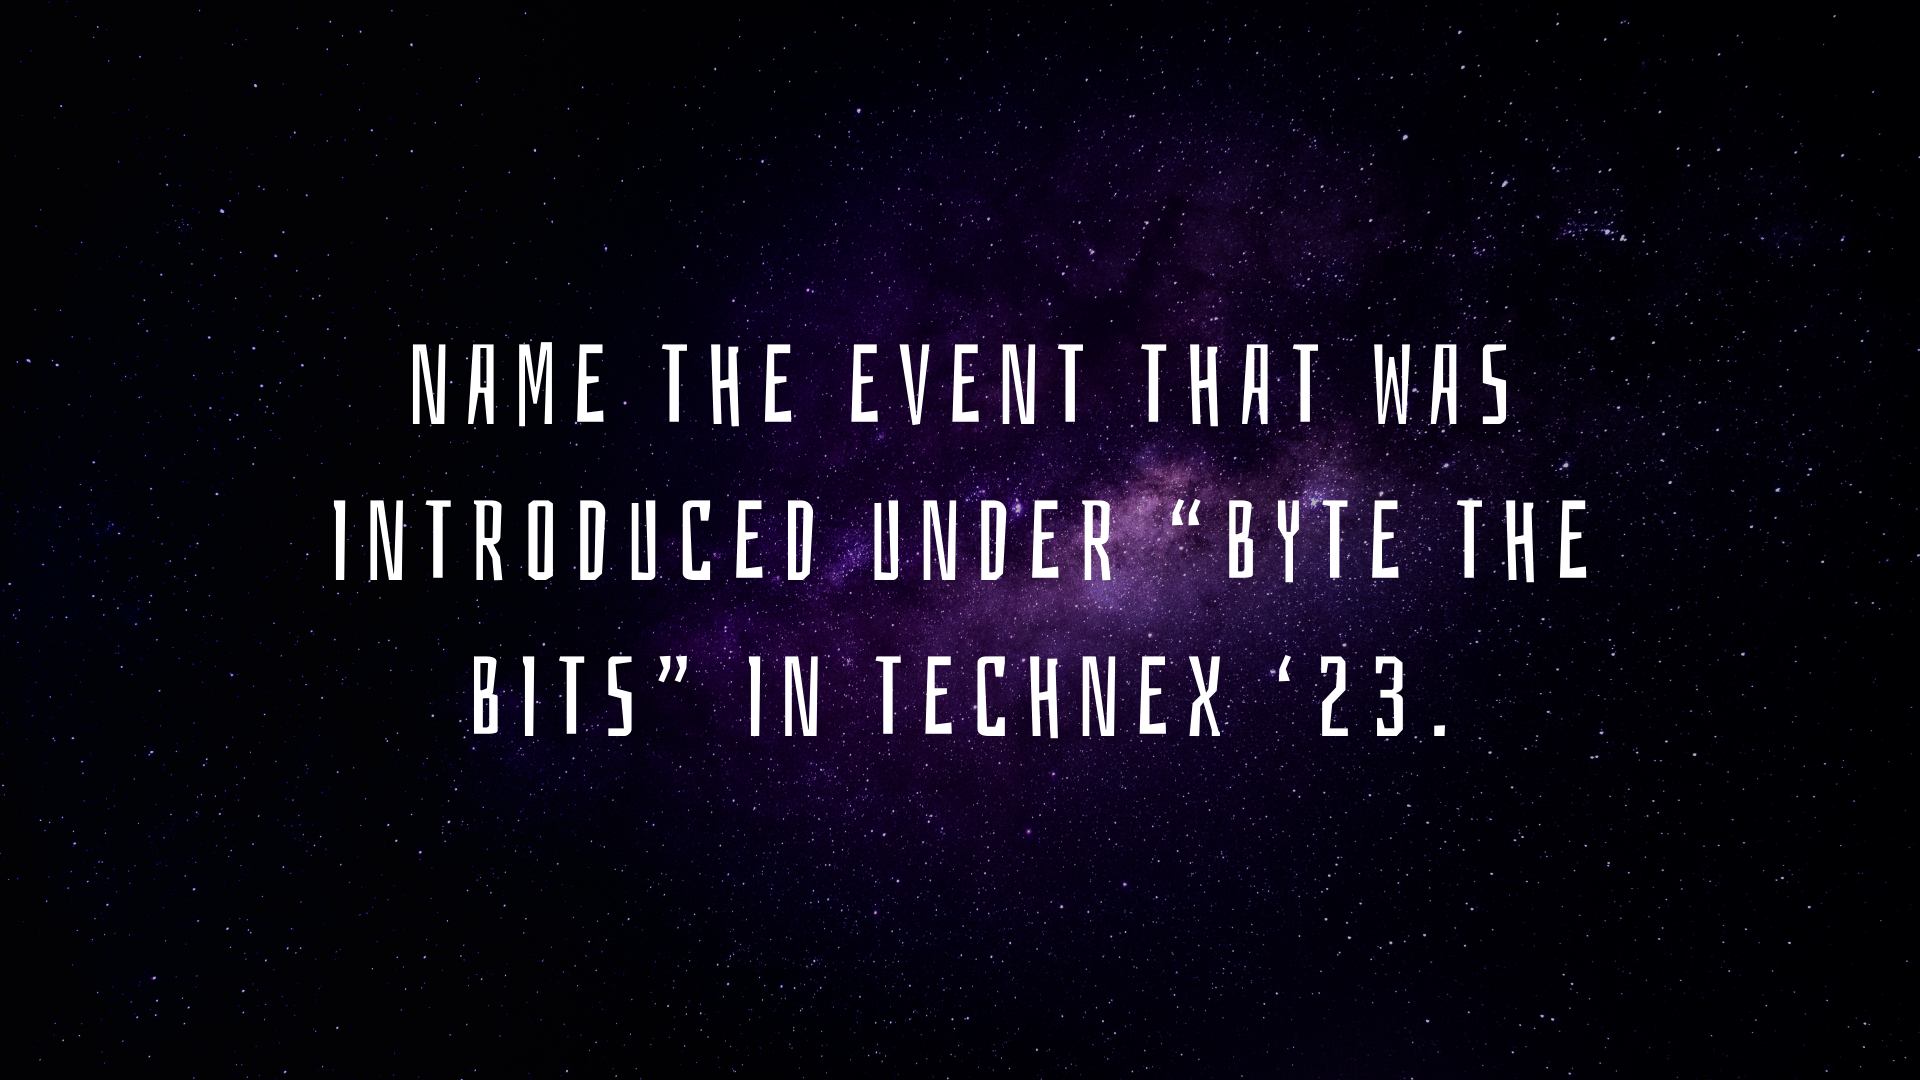 NAME THE EVENT THAT WAS
INTRODUCED UNDER “BYTE THE
BITS” IN TECHNEX ‘23.